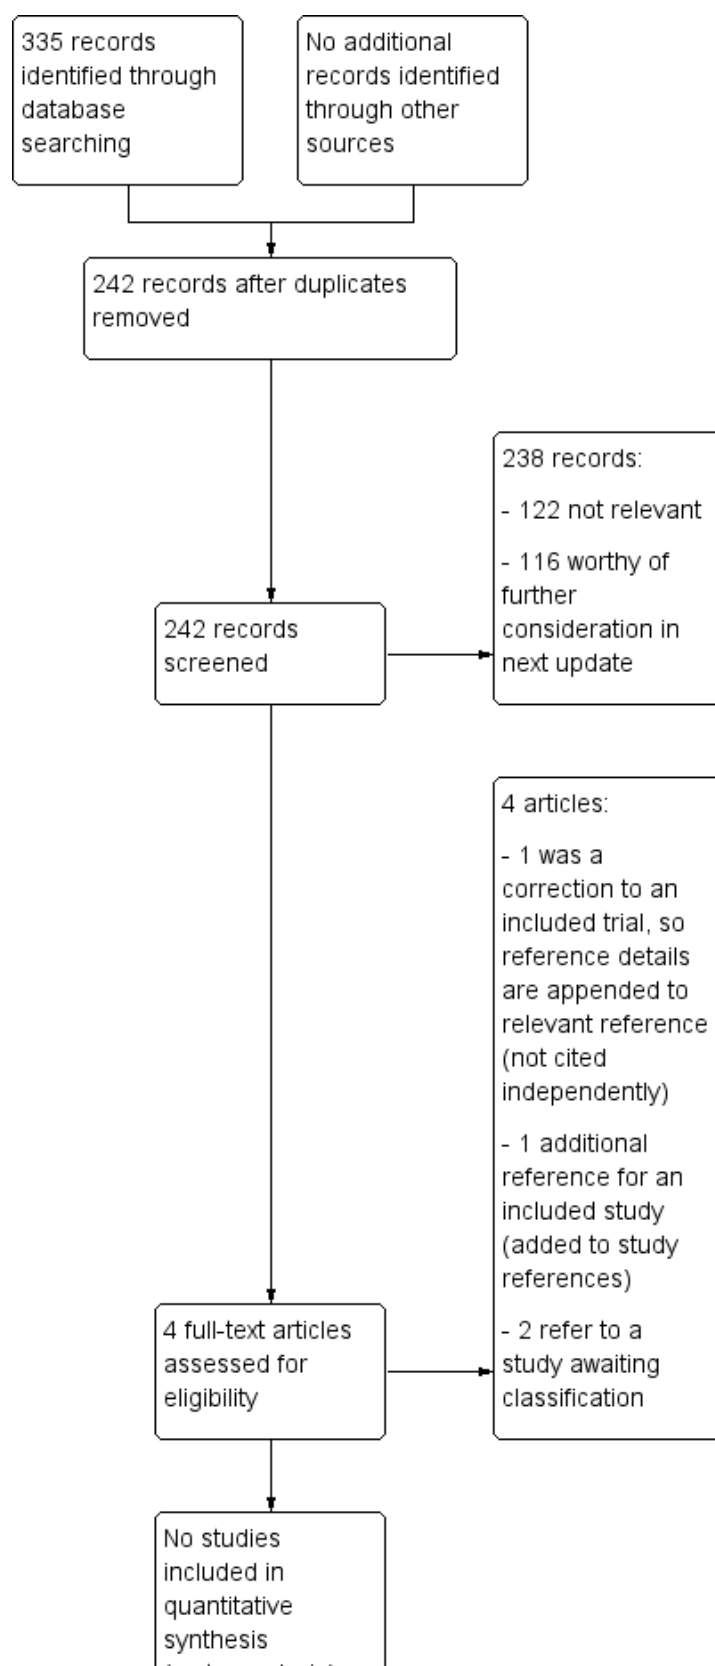 335 records
identified through
database
searching
No additional
records identified
through other
sources
242 records after duplicates
removed
238 records:
- 122 not relevant
- 116 worthy of
further
consideration in
next update
242 records
screened
4 articles:
- 1 was a
correction to an
included trial, so
reference details
are appended to
relevant reference
(not cited
independently)
- 1 additional
reference for an
included study
(added to study
references)
- 2 refer to a
study awaiting
classification
4 full-text articles
assessed for
eligibility
No studies
included in
quantitative
synthesis